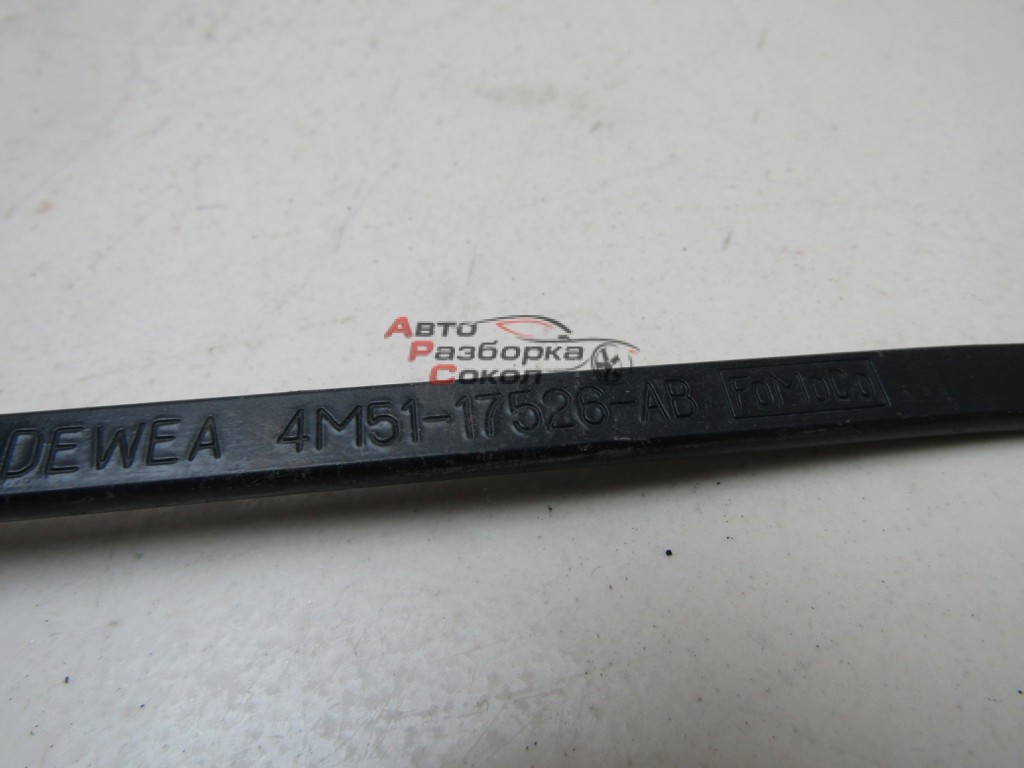 Авто
Разборка
Сокол
DEWEA 4M51-17526-AB FoMoCo